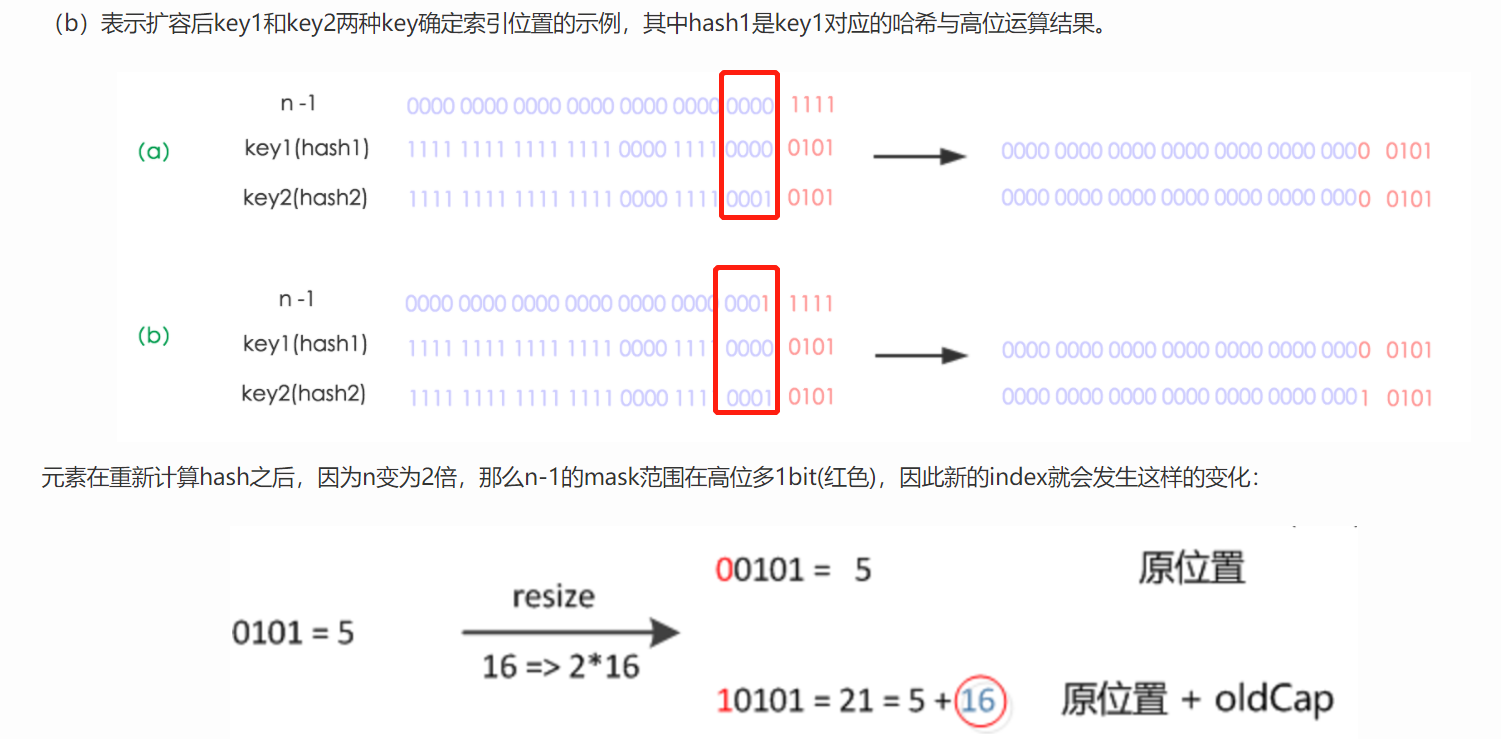 （b）表示扩容后key1和key2两种key确定索引位置的示例，其中hash1是key1对应的哈希与高位运算结果。
n -1 0000 0000 0000 0000 0000 0000 0000 1111
(a) key1(hash1) 1111 1111 1111 1111 0000 1111 0000 0101 0000 0000 0000 0000 0000 0000 0000 0101
key2(hash2) 1111 1111 1111 1111 0000 1111 0001 0101 0000 0000 0000 0000 0000 0000 0000 0101
n -1 0000 0000 0000 0000 0000 0000 0001 1111
(b) key1(hash1) 1111 1111 1111 1111 0000 1111 0000 0101 0000 0000 0000 0000 0000 0000 0000 0101
key2(hash2) 1111 1111 1111 1111 0000 111 0001 0101 0000 0000 0000 0000 0000 0000 0001 0101
元素在重新计算hash之后，因为n变为2倍，那么n-1的mask范围在高位多1bit(红色)，因此新的index就会发生这样的变化：
00101 = 5 原位置
resize
0101 = 5
16 => 2*16
10101 = 21 = 5 + 16 原位置 + oldCap